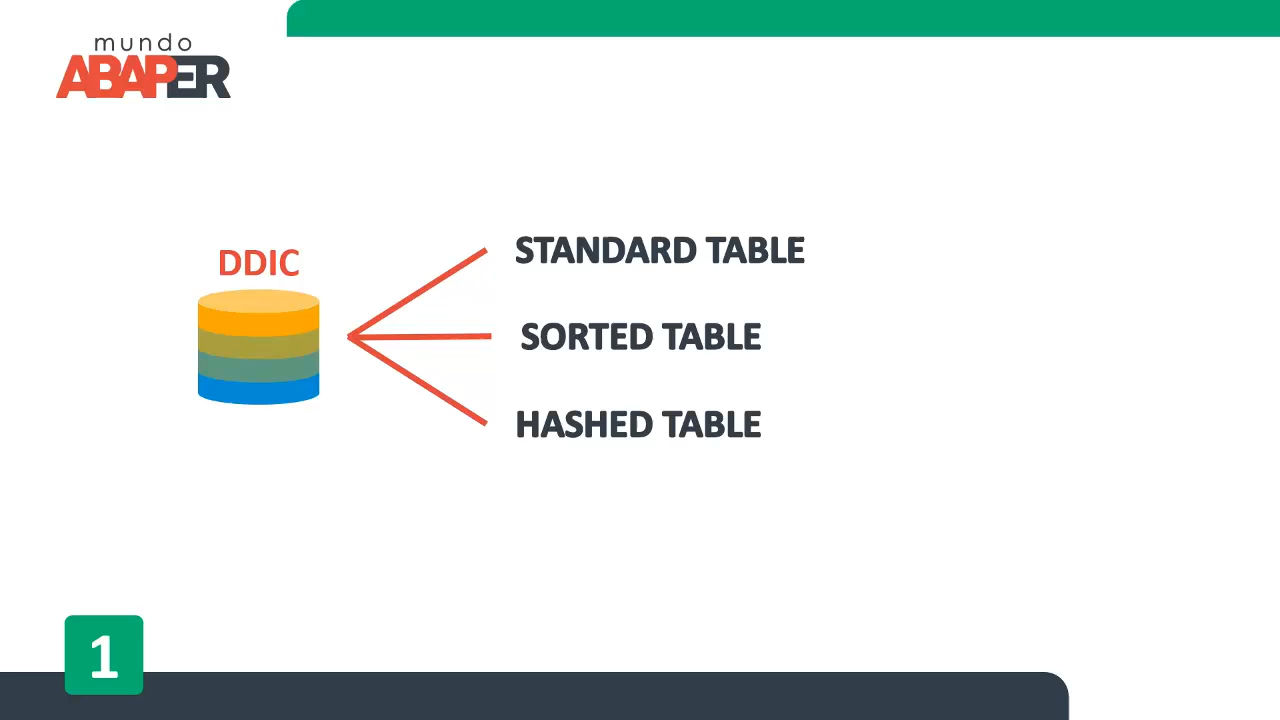 mundo
ABAPER
DDIC
STANDARD TABLE
SORTED TABLE
HASHED TABLE
1